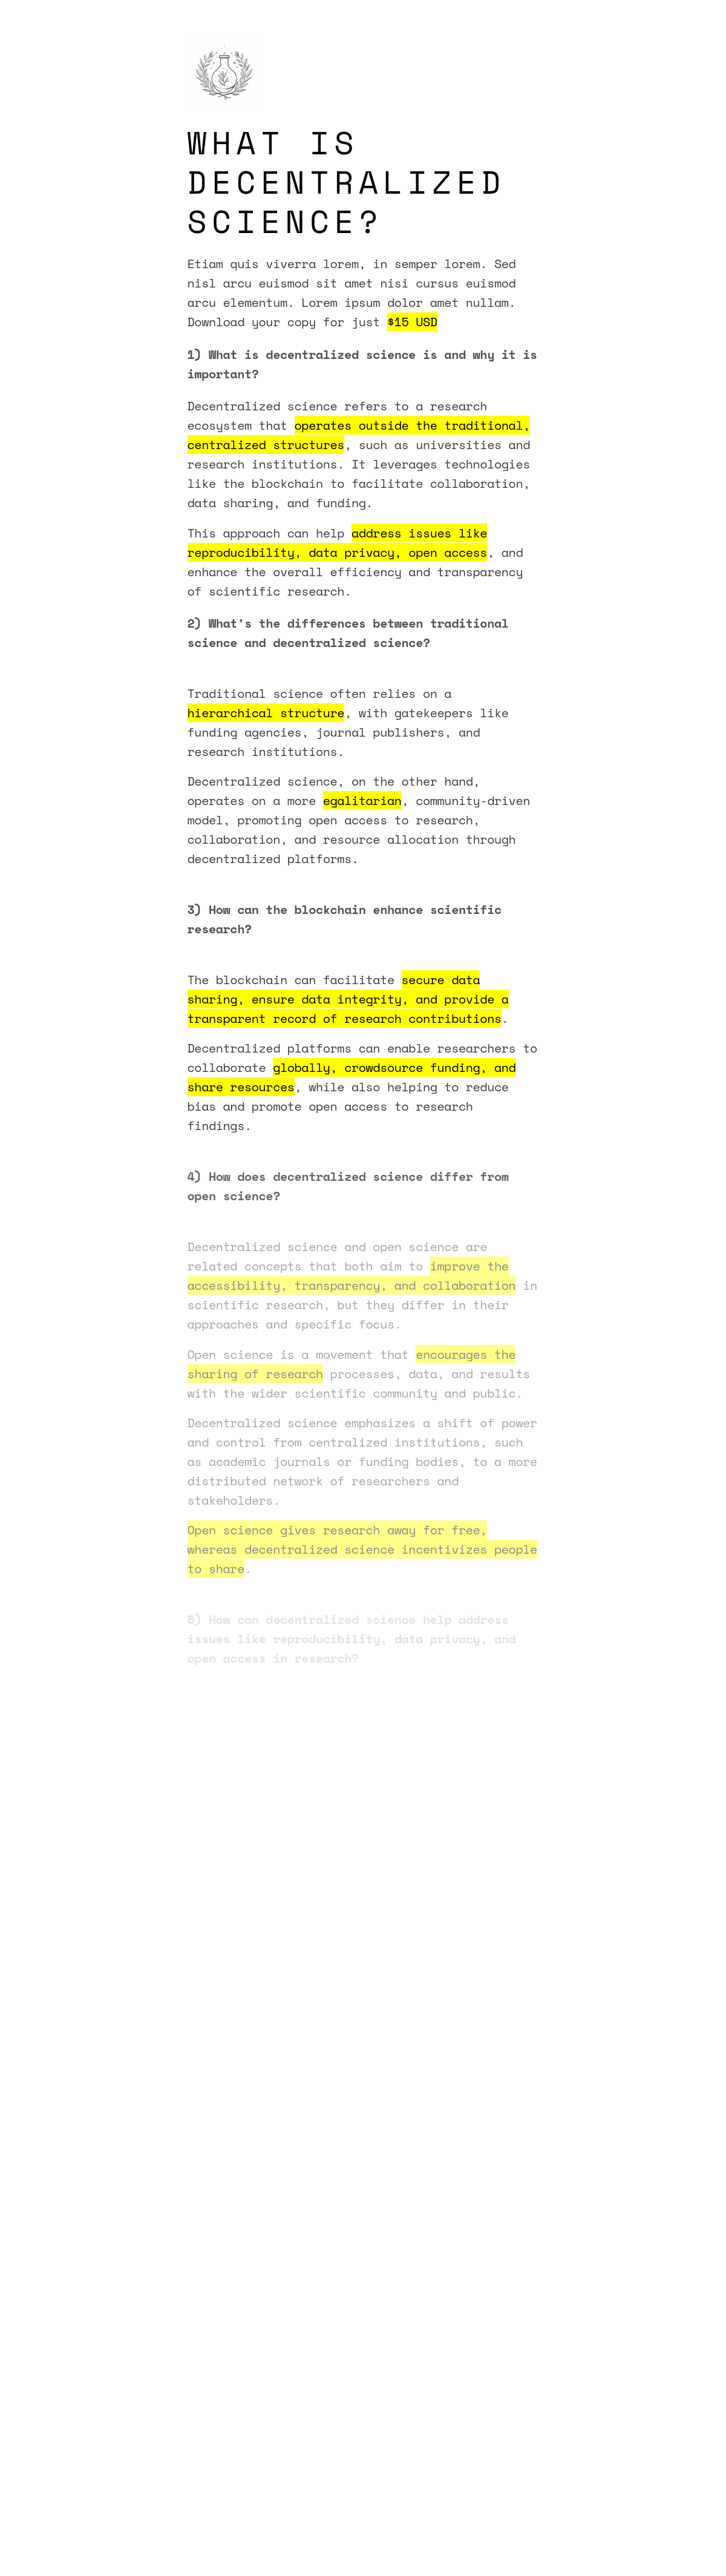 WHAT IS
DECENTRALIZED
SCIENCE?
Etiam quis viverra lorem, in semper lorem. Sed
nisl arcu euismod sit amet nisi cursus euismod
arcu elementum. Lorem ipsum dolor amet nullam.
Download your copy for just $15 USD
1) What is decentralized science is and why it is
important?
Decentralized science refers to a research
ecosystem that operates outside the traditional,
centralized structures, such as universities and
research institutions. It leverages technologies
like the blockchain to facilitate collaboration,
data sharing, and funding.
This approach can help address issues like
reproducibility, data privacy, open access, and
enhance the overall efficiency and transparency
of scientific research.
2) What's the differences between traditional
science and decentralized science?
Traditional science often relies on a
hierarchical structure, with gatekeepers like
funding agencies, journal publishers, and
research institutions.
Decentralized science, on the other hand,
operates on a more egalitarian, community-driven
model, promoting open access to research,
collaboration, and resource allocation through
decentralized platforms.
3) How can the blockchain enhance scientific
research?
The blockchain can facilitate secure data
sharing, ensure data integrity, and provide a
transparent record of research contributions.
Decentralized platforms can enable researchers to
collaborate globally, crowdsource funding, and
share resources, while also helping to reduce
bias and promote open access to research
findings.
4) How does decentralized science differ from
open science?
Decentralized science and open science are
related concepts that both aim to improve the
accessibility, transparency, and collaboration in
scientific research, but they differ in their
approaches and specific focus.
Open science is a movement that encourages the
sharing of research processes, data, and results
with the wider scientific community and public.
Decentralized science emphasizes a shift of power
and control from centralized institutions, such
as academic journals or funding bodies, to a more
distributed network of researchers and
stakeholders.
Open science gives research away for free,
whereas decentralized science incentivizes people
to share.
5) How can decentralized science help address
issues like reproducibility, data privacy, and
open access in research?